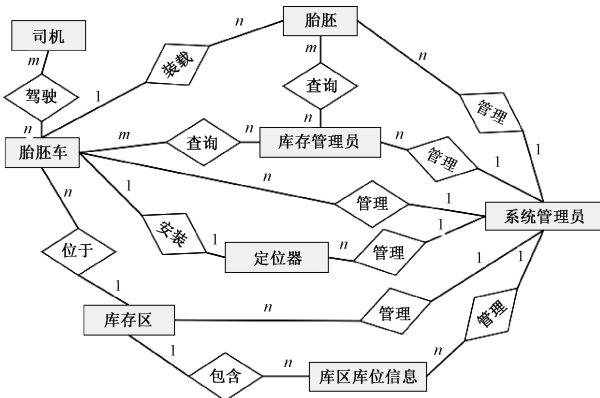 胎胚
n
n
司机
m
m
n
装载
查询
驾驶
1
管理
n
n
胎胚车
m
查询
n
库存管理员
n
管理
1
1
n
1
n
管理
1
系统管理员
安装
1
n
管理
1
位于
定位器
1
1
1
库存区
n
管理
管理
1
n
包含
n
库区库位信息